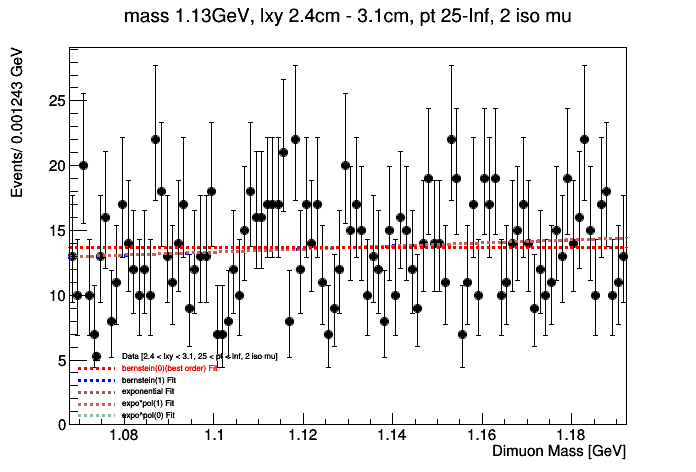 mass 1.13GeV, lxy 2.4cm - 3.1cm, pt 25-Inf, 2 iso mu
Events/ 0.001243 GeV
25
20
15
10
5
0
Data [2.4 < lxy < 3.1, 25 < pt < Inf, 2 iso mu]
bernstein(0)(best order) Fit
bernstein(1) Fit
exponential Fit
expo*pol(1) Fit
expo*pol(0) Fit
1.08 1.1 1.12 1.14 1.16 1.18
Dimuon Mass [GeV]